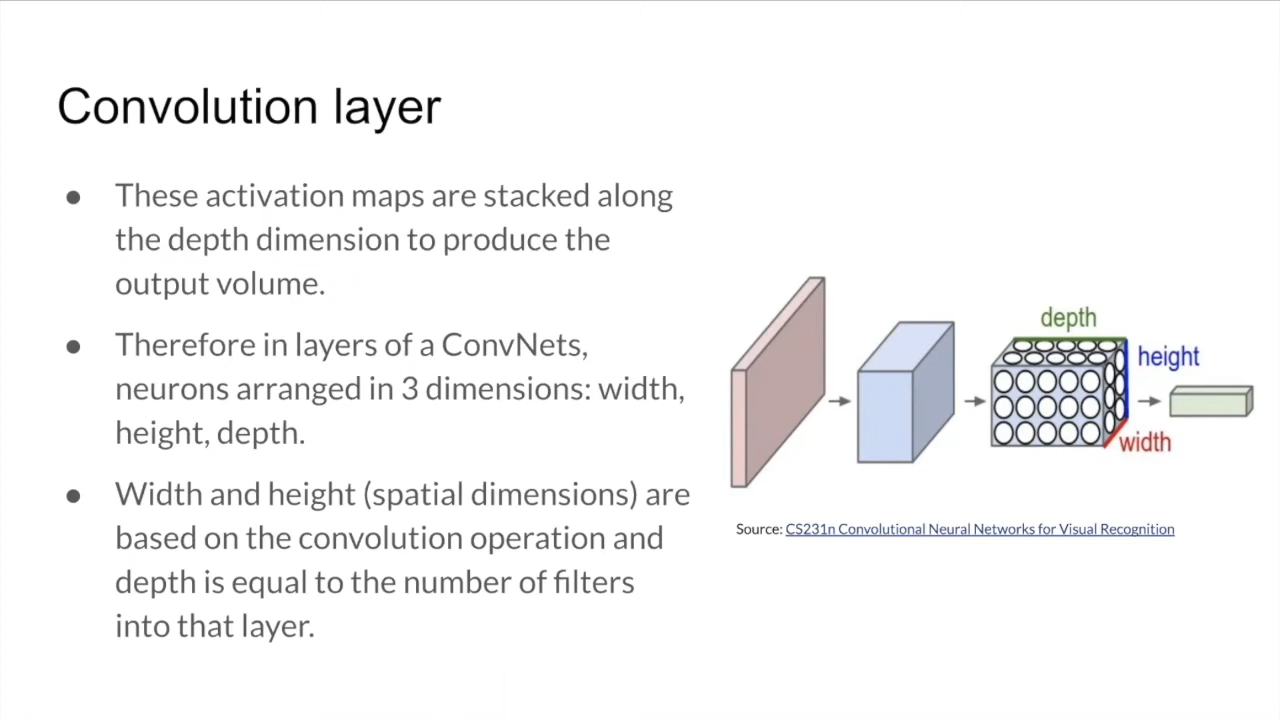 Convolution layer
● These activation maps are stacked along
the depth dimension to produce the
output volume.
● Therefore in layers of a ConvNets,
neurons arranged in 3 dimensions: width,
height, depth.
● Width and height (spatial dimensions) are
based on the convolution operation and
depth is equal to the number of filters
into that layer.
depth
height
width
Source: CS231n Convolutional Neural Networks for Visual Recognition